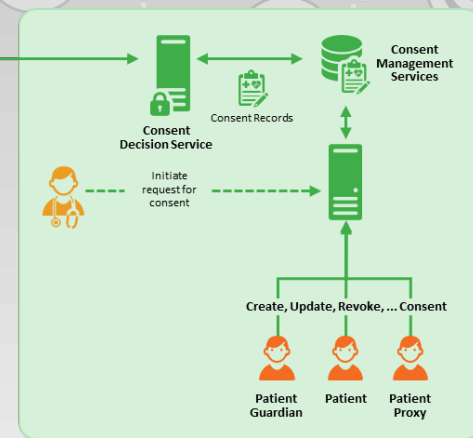 Consent
Management
Services
Consent Records
Consent
Decision Service
Initiate
request for
consent
Create, Update, Revoke, ... Consent
Patient
Guardian
Patient
Patient
Proxy